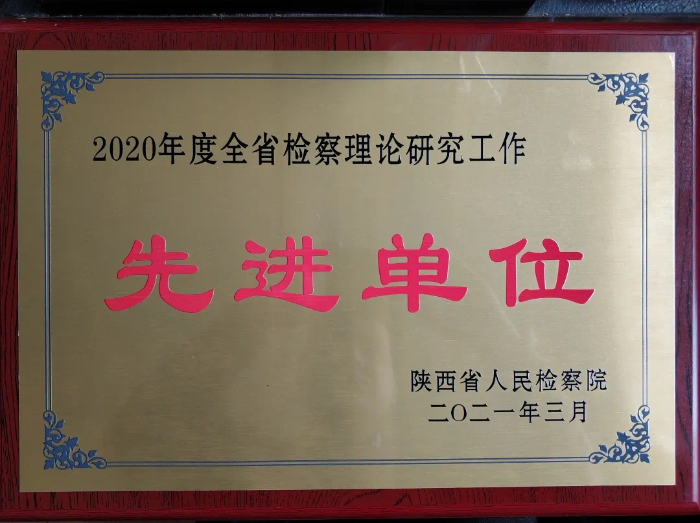 2020年度全省检察理论研究工作
先进单位
陕西省人民检察院
二〇二一年三月